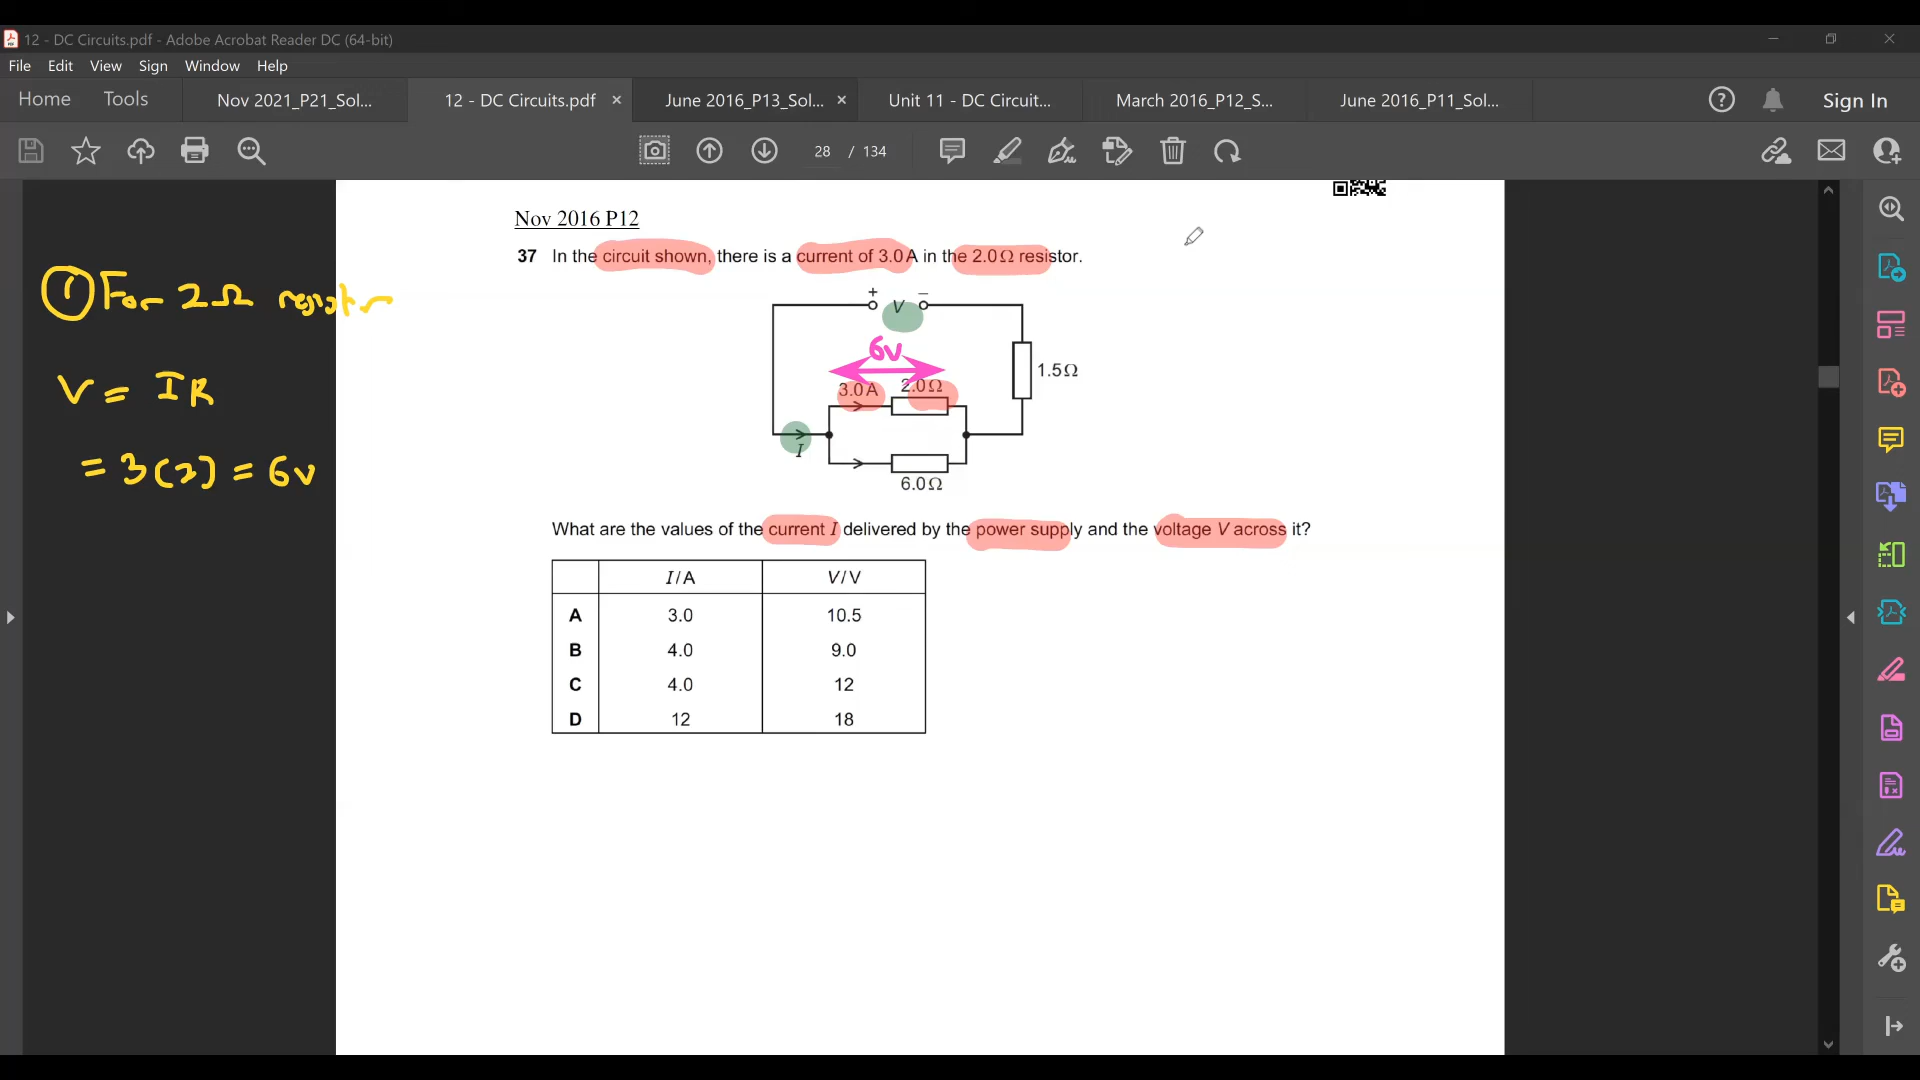 12 - DC Circuits.pdf - Adobe Acrobat Reader DC (64-bit)
File Edit View Sign Window Help
Home Tools Nov 2021_P21_Sol... 12 - DC Circuits.pdf × June 2016_P13_Sol... × Unit 11 - DC Circuit... March 2016_P12_S... June 2016_P11_Sol... Sign In
28 / 134
Nov 2016 P12
37 In the circuit shown, there is a current of 3.0 A in the 2.0 Ω resistor.
+ V −
6V
3.0 A 2.0 Ω
1.5 Ω
I
6.0 Ω
What are the values of the current I delivered by the power supply and the voltage V across it?
I / A V / V
A 3.0 10.5
B 4.0 9.0
C 4.0 12
D 12 18
① For 2Ω resistor
V = IR
= 3(2) = 6V